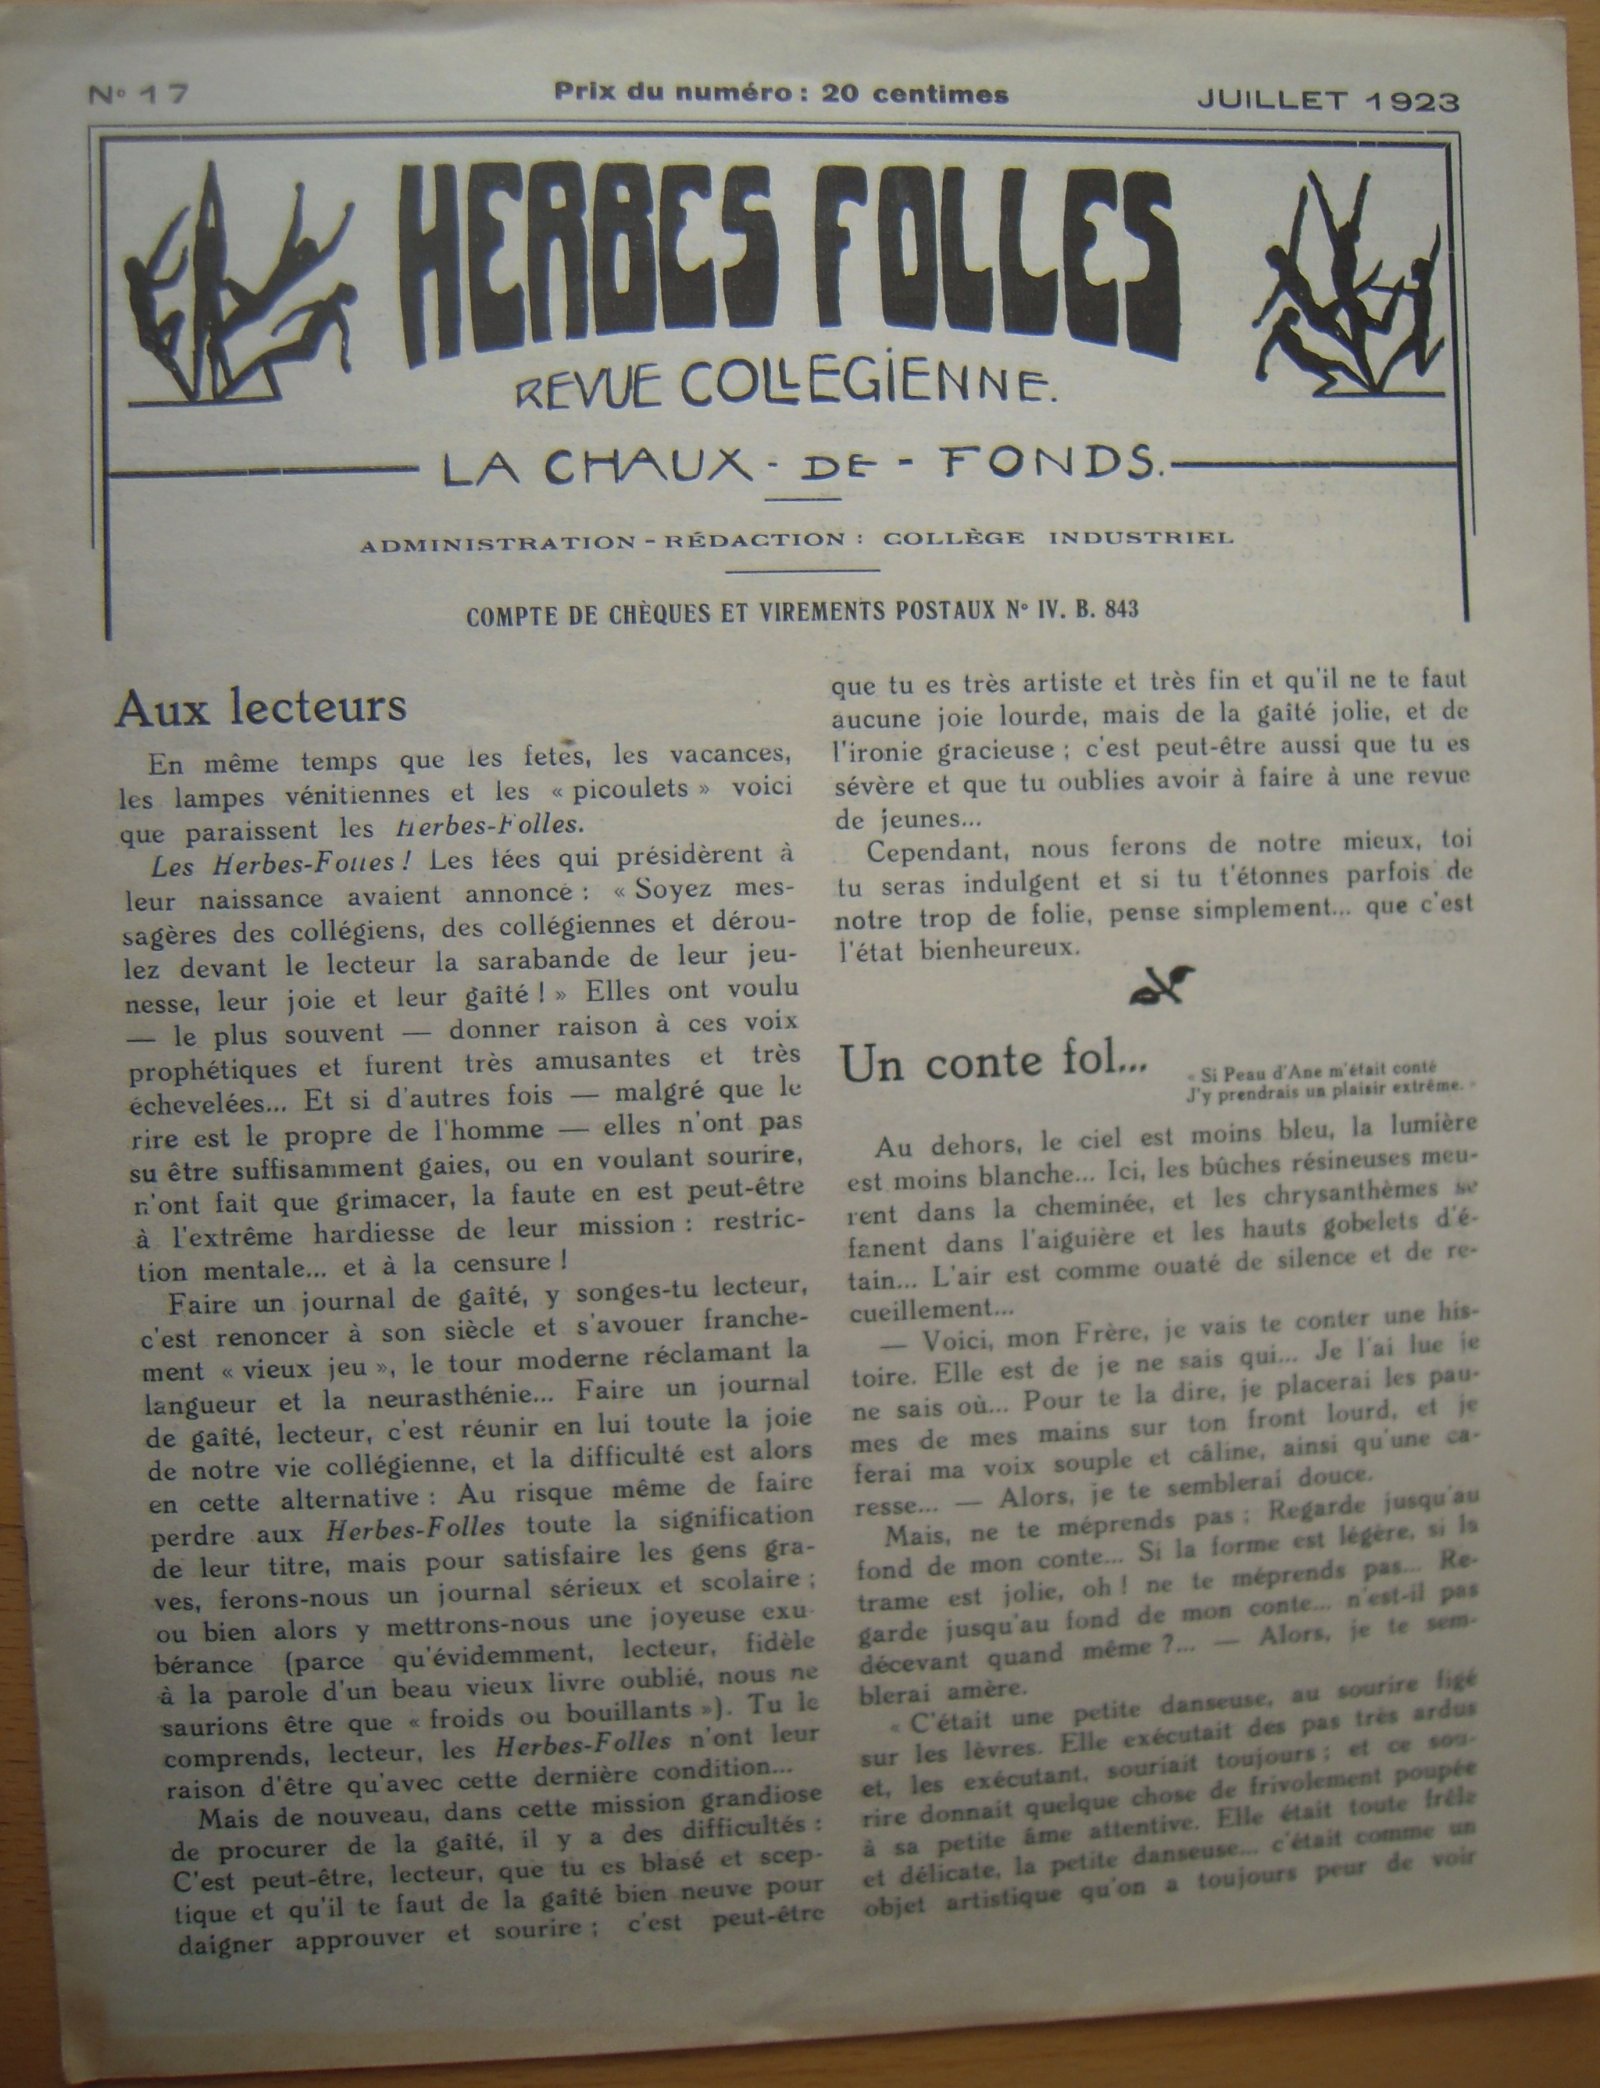 No 17
Prix du numéro : 20 centimes
JUILLET 1923
HERBES FOLLES
REVUE COLLEGIENNE.
LA CHAUX - DE - FONDS.
ADMINISTRATION - RÉDACTION : COLLÈGE INDUSTRIEL
COMPTE DE CHÈQUES ET VIREMENTS POSTAUX No IV. B. 843
Aux lecteurs
En même temps que les fetes, les vacances,
les lampes vénitiennes et les « picoulets » voici
que paraissent les Herbes-Folles.
Les Herbes-Folles ! Les fées qui présidèrent à
leur naissance avaient annoncé : « Soyez mes-
sagères des collégiens, des collégiennes et dérou-
lez devant le lecteur la sarabande de leur jeu-
nesse, leur joie et leur gaîté ! » Elles ont voulu
— le plus souvent — donner raison à ces voix
prophétiques et furent très amusantes et très
échevelées... Et si d'autres fois — malgré que le
rire est le propre de l'homme — elles n'ont pas
su être suffisamment gaies, ou en voulant sourire,
n'ont fait que grimacer, la faute en est peut-être
à l'extrême hardiesse de leur mission : restric-
tion mentale... et à la censure !
Faire un journal de gaîté, y songes-tu lecteur,
c'est renoncer à son siècle et s'avouer franche-
ment « vieux jeu », le tour moderne réclamant la
langueur et la neurasthénie... Faire un journal
de gaîté, lecteur, c'est réunir en lui toute la joie
de notre vie collégienne, et la difficulté est alors
en cette alternative : Au risque même de faire
perdre aux Herbes-Folles toute la signification
de leur titre, mais pour satisfaire les gens gra-
ves, ferons-nous un journal sérieux et scolaire ;
ou bien alors y mettrons-nous une joyeuse exu-
bérance (parce qu'évidemment, lecteur, fidèle
à la parole d'un beau vieux livre oublié, nous ne
saurions être que « froids ou bouillants »). Tu le
comprends, lecteur, les Herbes-Folles n'ont leur
raison d'être qu'avec cette dernière condition...
Mais de nouveau, dans cette mission grandiose
de procurer de la gaîté, il y a des difficultés :
C'est peut-être, lecteur, que tu es blasé et scep-
tique et qu'il te faut de la gaîté bien neuve pour
daigner approuver et sourire ; c'est peut-être
que tu es très artiste et très fin et qu'il ne te faut
aucune joie lourde, mais de la gaîté jolie, et de
l'ironie gracieuse ; c'est peut-être aussi que tu es
sévère et que tu oublies avoir à faire à une revue
de jeunes...
Cependant, nous ferons de notre mieux, toi
tu seras indulgent et si tu t'étonnes parfois de
notre trop de folie, pense simplement... que c'est
l'état bienheureux.
Un conte fol...
« Si Peau d'Ane m'était conté
J'y prendrais un plaisir extrême. »
Au dehors, le ciel est moins bleu, la lumière
est moins blanche... Ici, les bûches résineuses meu-
rent dans la cheminée, et les chrysanthèmes se
fanent dans l'aiguière et les hauts gobelets d'é-
tain... L'air est comme ouaté de silence et de re-
cueillement...
— Voici, mon Frère, je vais te conter une his-
toire. Elle est de je ne sais qui... Je l'ai lue je
ne sais où... Pour te la dire, je placerai les pau-
mes de mes mains sur ton front lourd, et je
ferai ma voix souple et câline, ainsi qu'une ca-
resse... — Alors, je te semblerai douce.
Mais, ne te méprends pas ; Regarde jusqu'au
fond de mon conte... Si la forme est légère, si la
trame est jolie, oh ! ne te méprends pas... Re-
garde jusqu'au fond de mon conte... n'est-il pas
décevant quand même ?... — Alors, je te sem-
blerai amère.
« C'était une petite danseuse, au sourire figé
sur les lèvres. Elle exécutait des pas très ardus
et, les exécutant, souriait toujours ; et ce sou-
rire donnait quelque chose de frivolement poupée
à sa petite âme attentive. Elle était toute frêle
et délicate, la petite danseuse... c'était comme un
objet artistique qu'on a toujours peur de voir